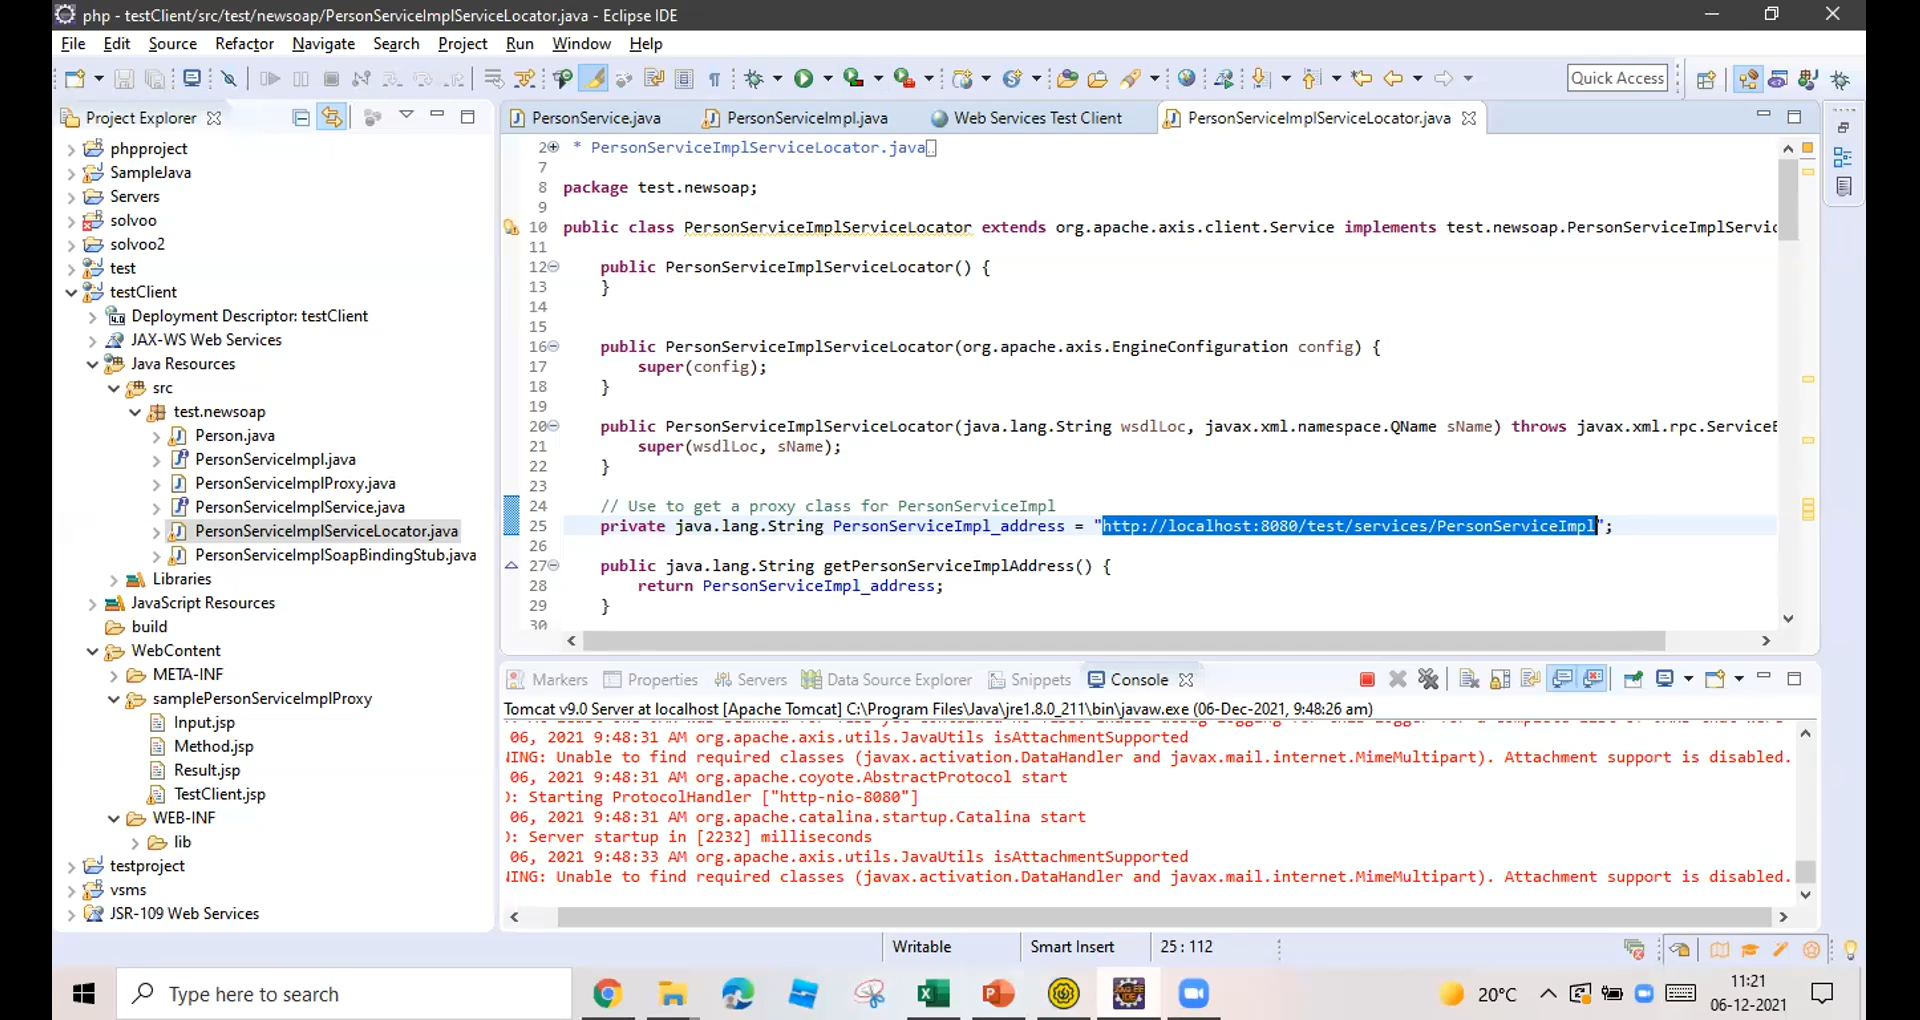 php - testClient/src/test/newsoap/PersonServiceImplServiceLocator.java - Eclipse IDE
File Edit Source Refactor Navigate Search Project Run Window Help
Quick Access
Project Explorer
PersonService.java
PersonServiceImpl.java
Web Services Test Client
PersonServiceImplServiceLocator.java
phpproject
SampleJava
Servers
solvoo
solvoo2
test
testClient
Deployment Descriptor: testClient
JAX-WS Web Services
Java Resources
src
test.newsoap
Person.java
PersonServiceImpl.java
PersonServiceImplProxy.java
PersonServiceImplService.java
PersonServiceImplServiceLocator.java
PersonServiceImplSoapBindingStub.java
Libraries
JavaScript Resources
build
WebContent
META-INF
samplePersonServiceImplProxy
Input.jsp
Method.jsp
Result.jsp
TestClient.jsp
WEB-INF
lib
testproject
vsms
JSR-109 Web Services
2 * PersonServiceImplServiceLocator.java
7
8 package test.newsoap;
9
10 public class PersonServiceImplServiceLocator extends org.apache.axis.client.Service implements test.newsoap.PersonServiceImplServic
11
12 public PersonServiceImplServiceLocator() {
13 }
14
15
16 public PersonServiceImplServiceLocator(org.apache.axis.EngineConfiguration config) {
17 super(config);
18 }
19
20 public PersonServiceImplServiceLocator(java.lang.String wsdlLoc, javax.xml.namespace.QName sName) throws javax.xml.rpc.ServiceE
21 super(wsdlLoc, sName);
22 }
23
24 // Use to get a proxy class for PersonServiceImpl
25 private java.lang.String PersonServiceImpl_address = "http://localhost:8080/test/services/PersonServiceImpl";
26
27 public java.lang.String getPersonServiceImplAddress() {
28 return PersonServiceImpl_address;
29 }
30
Markers Properties Servers Data Source Explorer Snippets Console
Tomcat v9.0 Server at localhost [Apache Tomcat] C:\Program Files\Java\jre1.8.0_211\bin\javaw.exe (06-Dec-2021, 9:48:26 am)
06, 2021 9:48:31 AM org.apache.axis.utils.JavaUtils isAttachmentSupported
ING: Unable to find required classes (javax.activation.DataHandler and javax.mail.internet.MimeMultipart). Attachment support is disabled.
06, 2021 9:48:31 AM org.apache.coyote.AbstractProtocol start
): Starting ProtocolHandler ["http-nio-8080"]
06, 2021 9:48:31 AM org.apache.catalina.startup.Catalina start
): Server startup in [2232] milliseconds
06, 2021 9:48:33 AM org.apache.axis.utils.JavaUtils isAttachmentSupported
ING: Unable to find required classes (javax.activation.DataHandler and javax.mail.internet.MimeMultipart). Attachment support is disabled.
Writable Smart Insert 25 : 112
Type here to search
20°C
11:21
06-12-2021